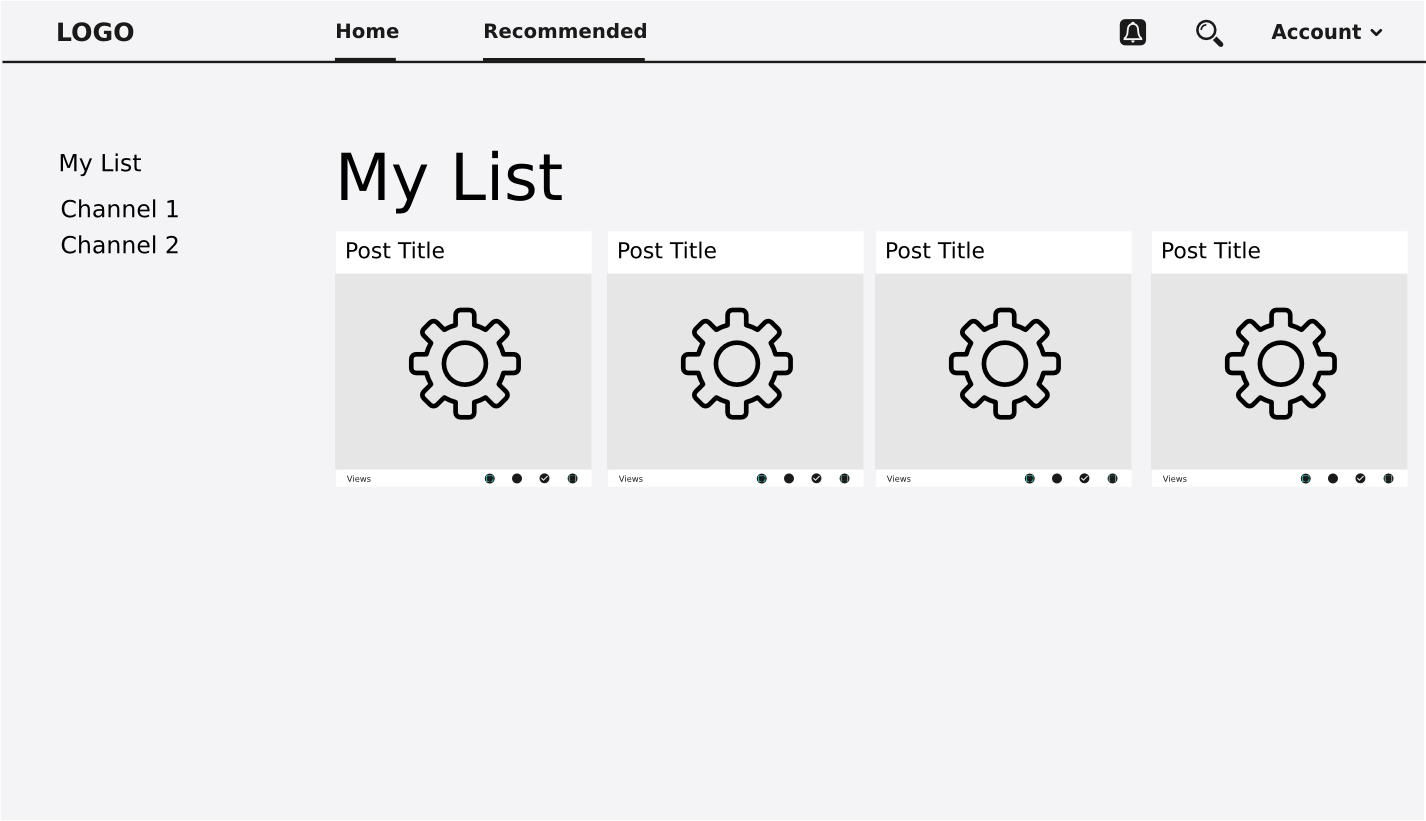 LOGO
Home
Recommended
Account
My List
Channel 1
Channel 2
My List
Post Title
Post Title
Post Title
Post Title
Views
Views
Views
Views